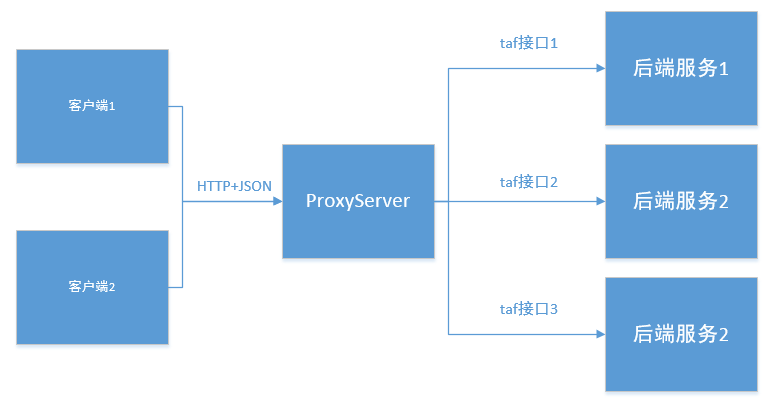 客户端1
客户端2
HTTP+JSON
ProxyServer
taf接口1
后端服务1
taf接口2
后端服务2
taf接口3
后端服务2